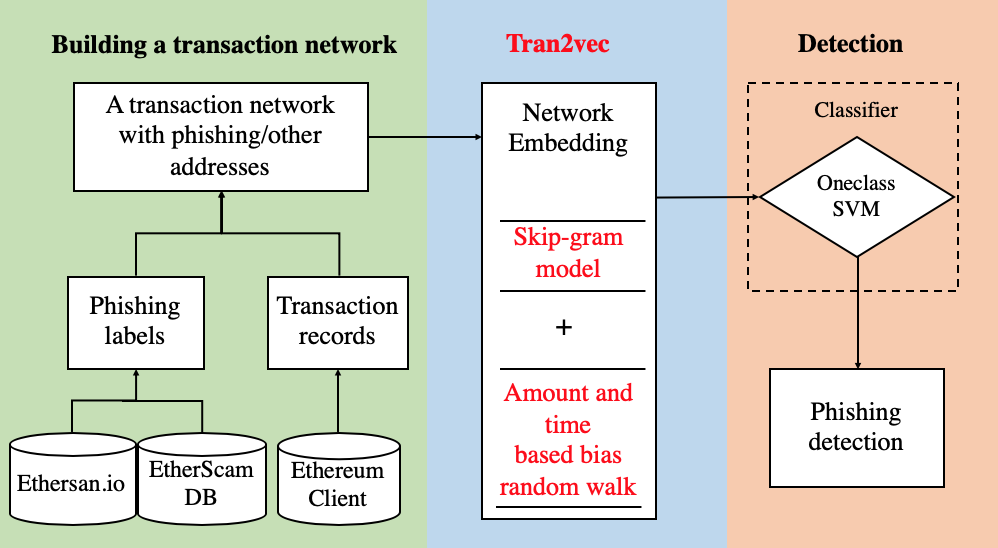 Building a transaction network
A transaction network
with phishing/other
addresses
Phishing
labels
Transaction
records
Ethersan.io
EtherScam
DB
Ethereum
Client
Tran2vec
Network
Embedding
Skip-gram
model
+
Amount and
time
based bias
random walk
Detection
Classifier
Oneclass
SVM
Phishing
detection